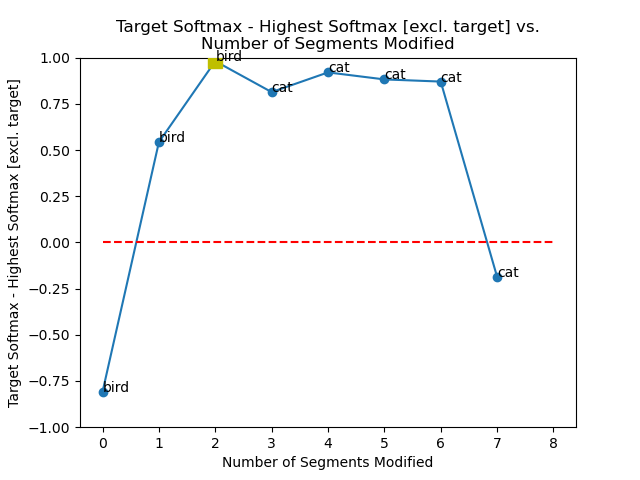 Target Softmax - Highest Softmax [excl. target] vs.
Number of Segments Modified
Target Softmax - Highest Softmax [excl. target]
1.00
0.75
0.50
0.25
0.00
−0.25
−0.50
−0.75
−1.00
bird
bird
bird
cat
cat
cat
cat
cat
0 1 2 3 4 5 6 7 8
Number of Segments Modified